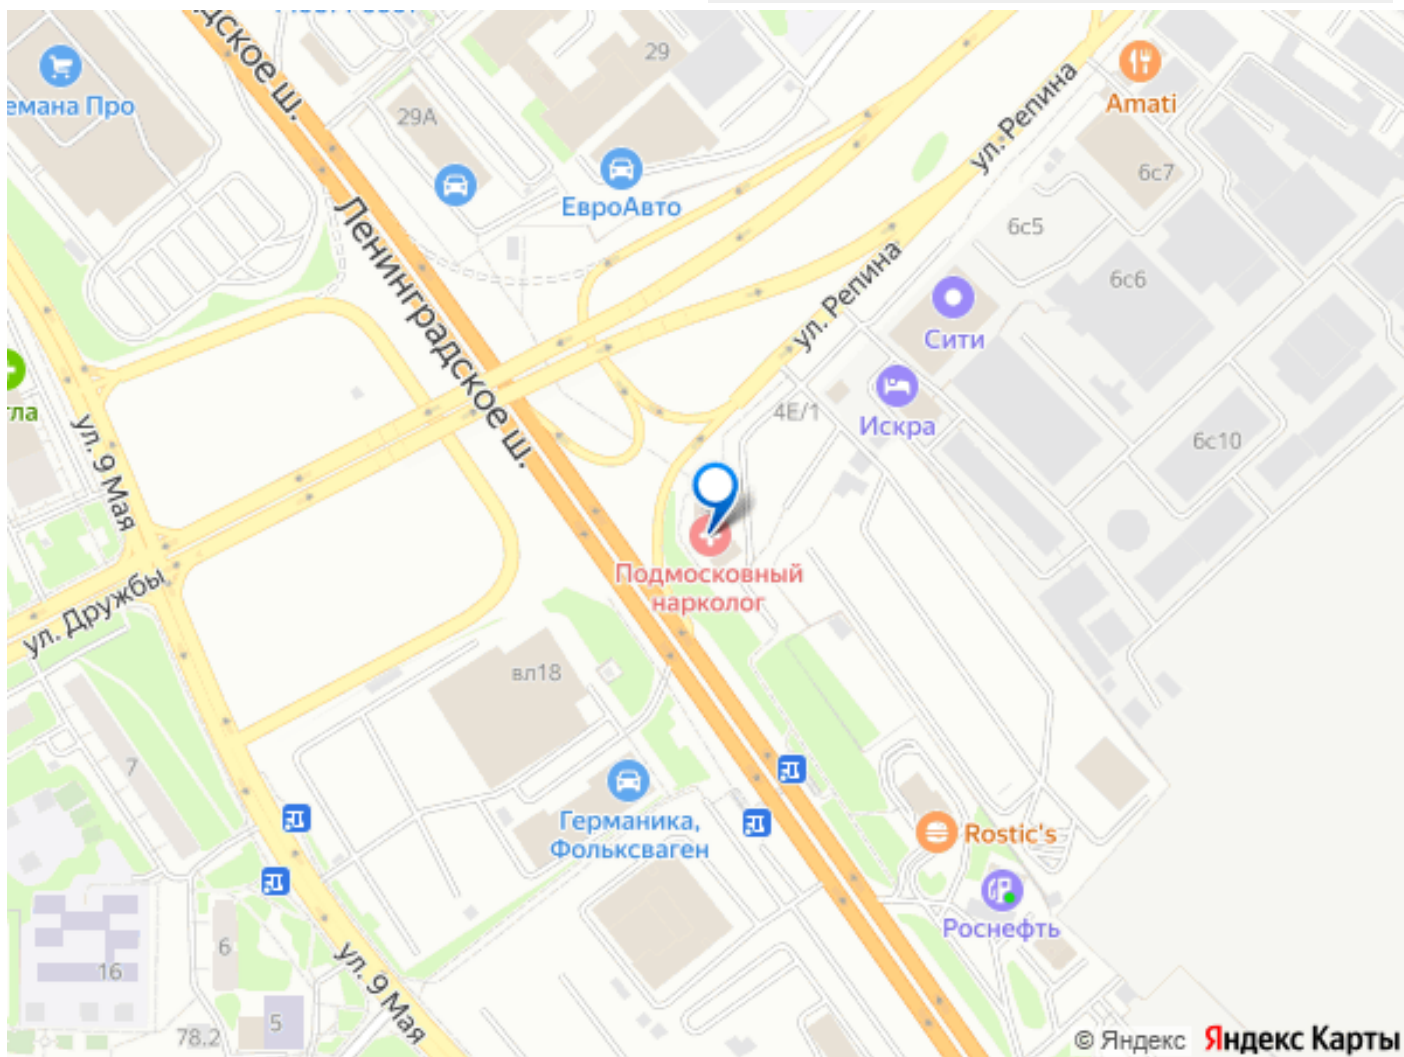 дское ш.
29
емана Про
29А
Amati
ул. Репина
6с7
ЕвроАвто
6с5
Ленинградское ш.
6с6
ул. Репина
Сити
гла
4Е/1
Искра
6с10
ул. 9 Мая
Подмосковный
нарколог
ул. Дружбы
вл18
7
Германика,
Фольксваген
Rostic's
Роснефть
6
16
ул. 9 Мая
5
78.2
© Яндекс Яндекс Карты